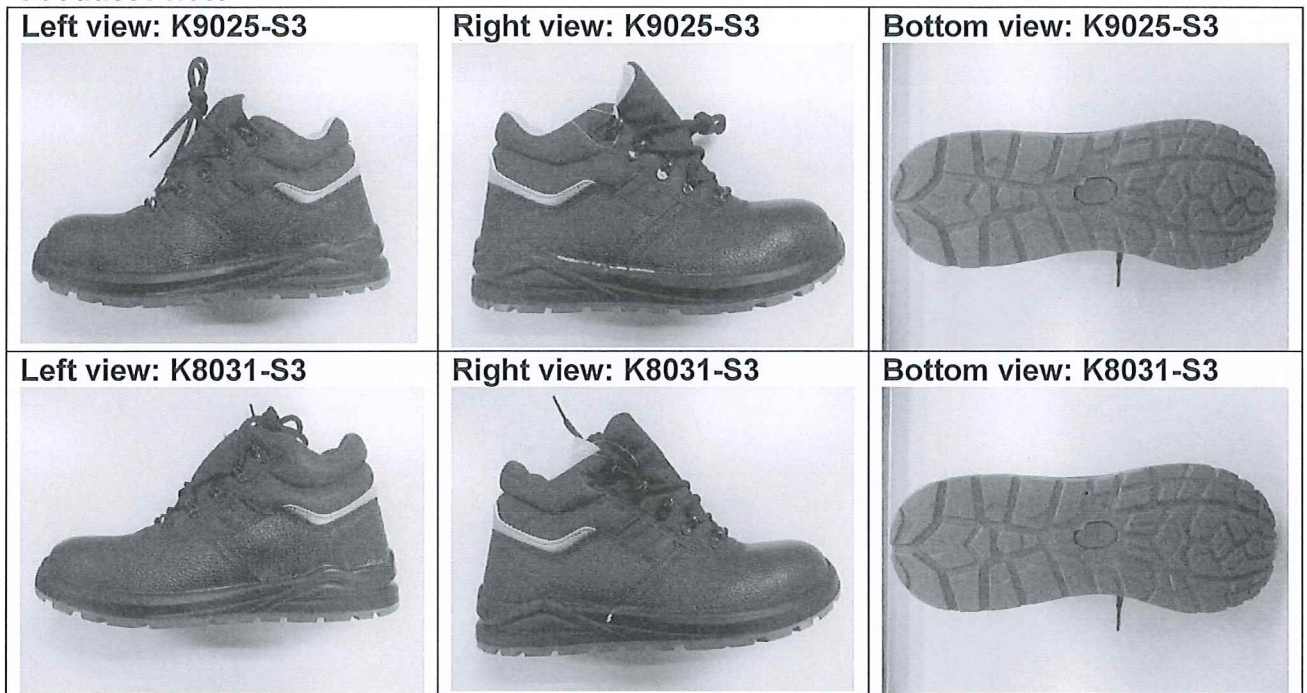 Left view: K9025-S3
Right view: K9025-S3
Bottom view: K9025-S3
Left view: K8031-S3
Right view: K8031-S3
Bottom view: K8031-S3